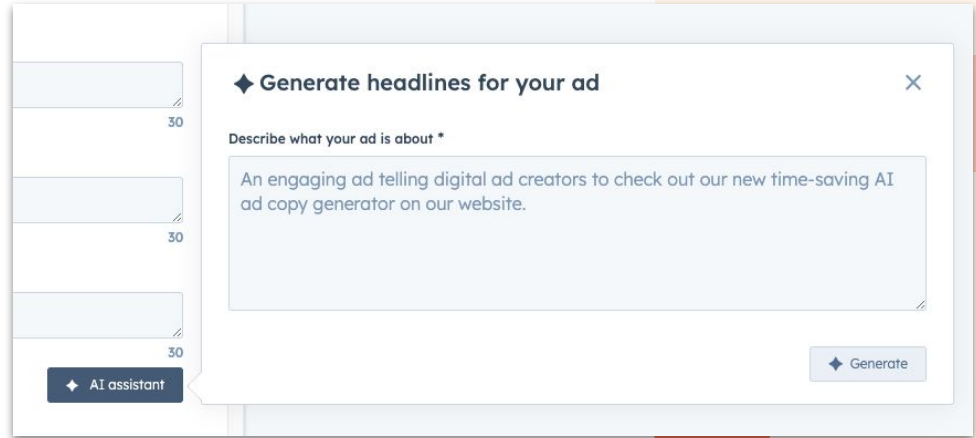 Generate headlines for your ad
Describe what your ad is about *
An engaging ad telling digital ad creators to check out our new time-saving AI
ad copy generator on our website.
30
30
30
AI assistant
Generate